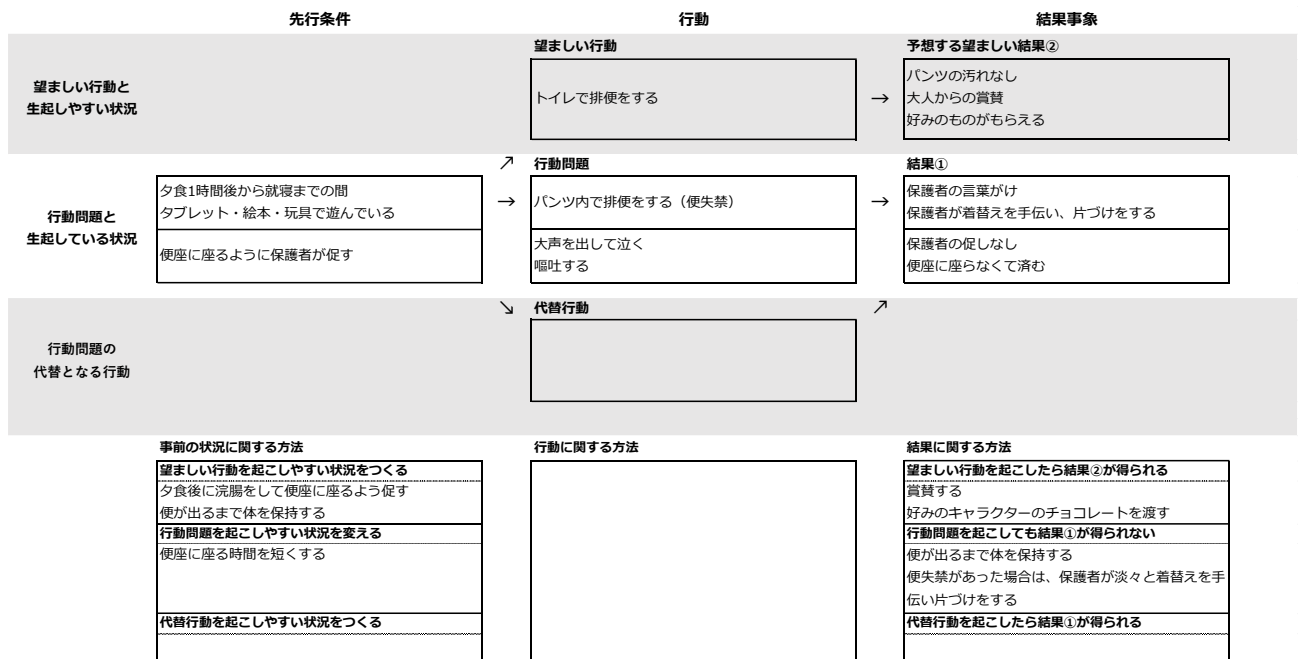 先行条件 行動 結果事象
望ましい行動 予想する望ましい結果②
望ましい行動と
生起しやすい状況
トイレで排便をする
→
パンツの汚れなし
大人からの賞賛
好みのものがもらえる
↗ 行動問題 結果①
行動問題と
生起している状況
夕食1時間後から就寝までの間
タブレット・絵本・玩具で遊んでいる
→
パンツ内で排便をする（便失禁）
→
保護者の言葉がけ
保護者が着替えを手伝い、片づけをする
便座に座るように保護者が促す
大声を出して泣く
嘔吐する
保護者の促しなし
便座に座らなくて済む
↘ 代替行動 ↗
行動問題の
代替となる行動
事前の状況に関する方法 行動に関する方法 結果に関する方法
望ましい行動を起こしやすい状況をつくる
夕食後に浣腸をして便座に座るよう促す
便が出るまで体を保持する
行動問題を起こしやすい状況を変える
便座に座る時間を短くする
代替行動を起こしやすい状況をつくる
望ましい行動を起こしたら結果②が得られる
賞賛する
好みのキャラクターのチョコレートを渡す
行動問題を起こしても結果①が得られない
便が出るまで体を保持する
便失禁があった場合は、保護者が淡々と着替えを手
伝い片づけをする
代替行動を起こしたら結果①が得られる